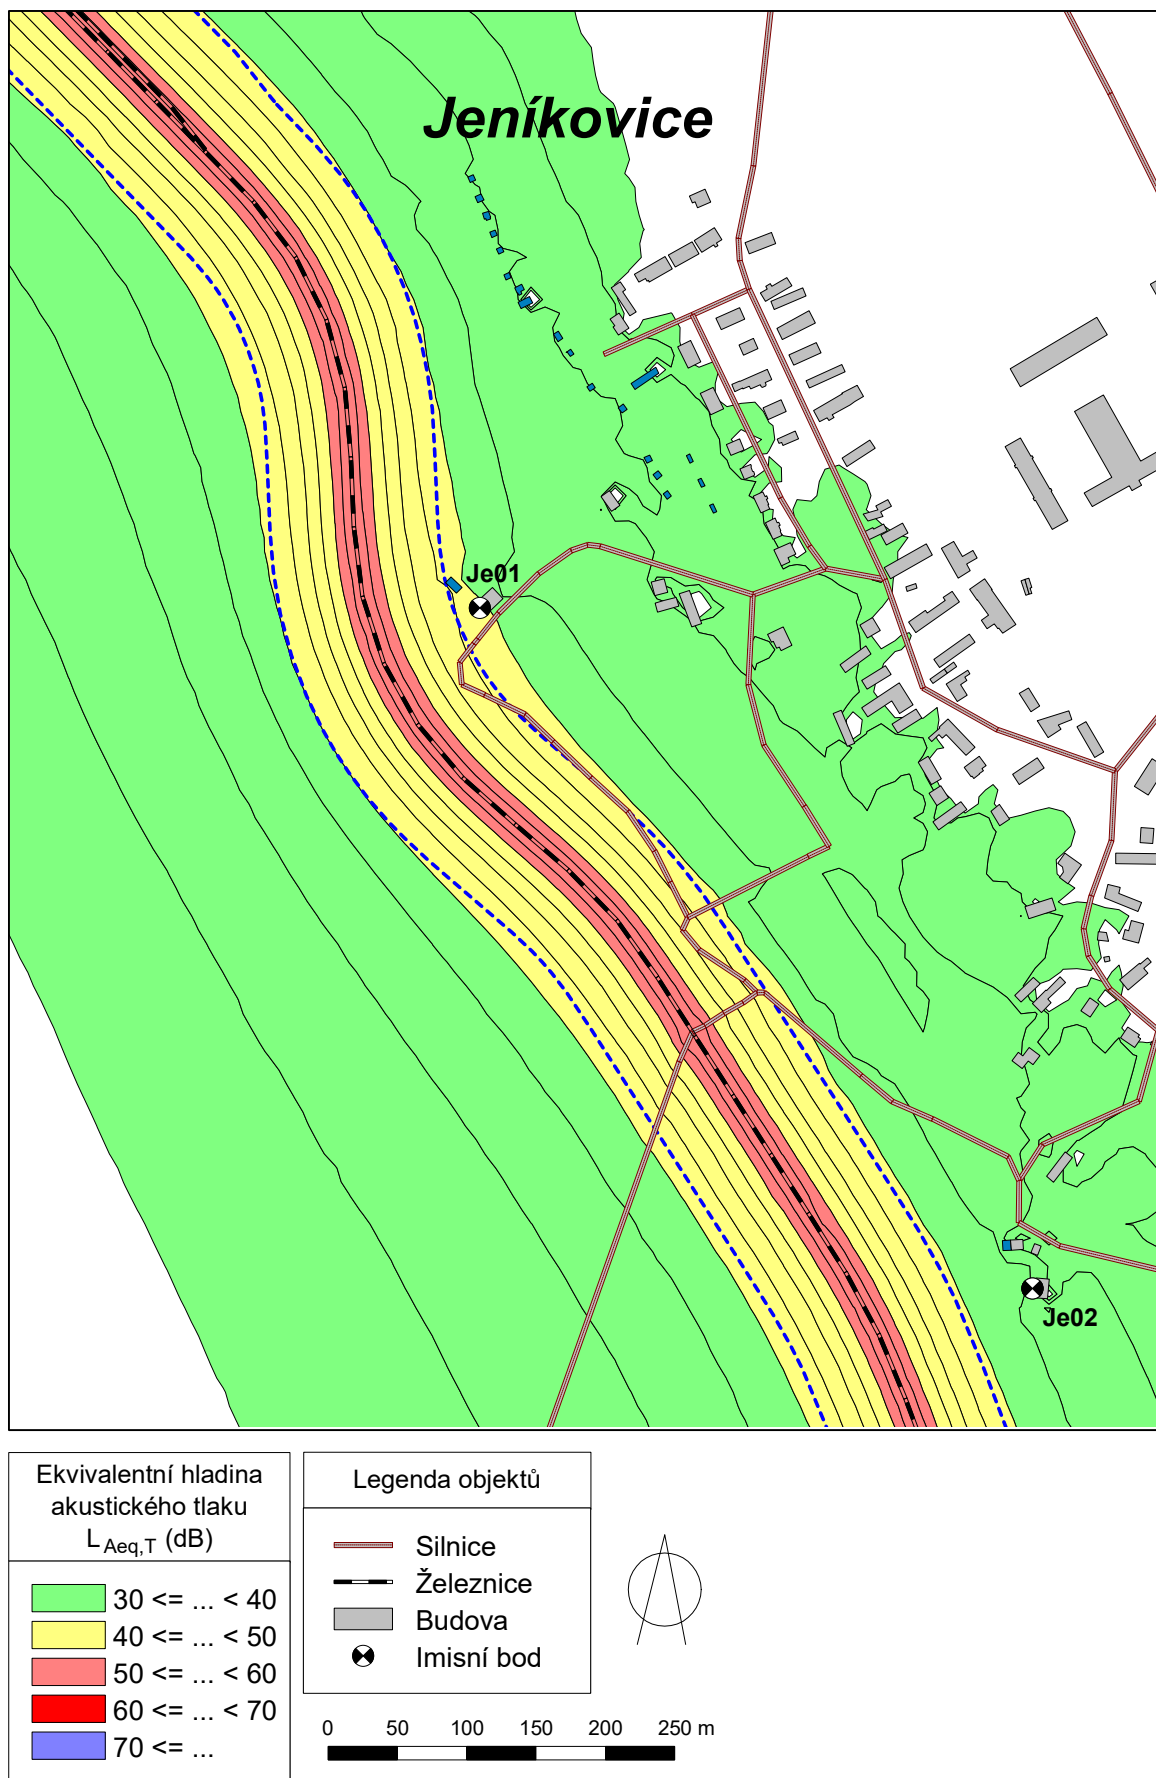 Jeníkovice
Je01
Je02
Ekvivalentní hladina
akustického tlaku
L Aeq,T (dB)
30 <= ... < 40
40 <= ... < 50
50 <= ... < 60
60 <= ... < 70
70 <= ...
Legenda objektů
Silnice
Železnice
Budova
Imisní bod
0 50 100 150 200 250 m